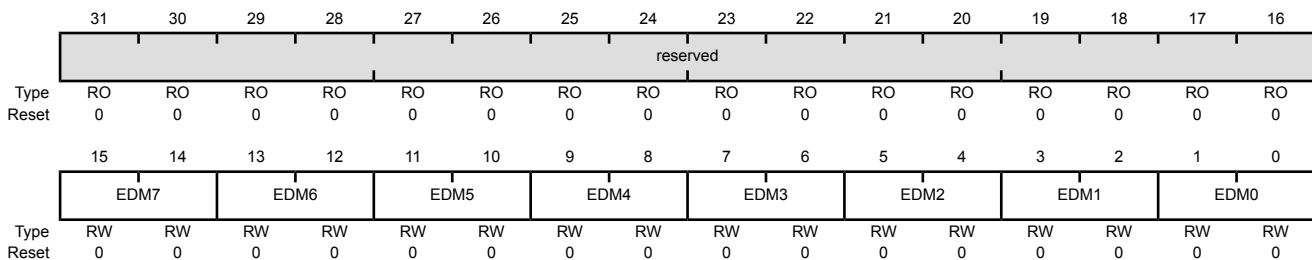 31 30 29 28 27 26 25 24 23 22 21 20 19 18 17 16
reserved
Type RO RO RO RO RO RO RO RO RO RO RO RO RO RO RO RO
Reset 0 0 0 0 0 0 0 0 0 0 0 0 0 0 0 0
15 14 13 12 11 10 9 8 7 6 5 4 3 2 1 0
EDM7 EDM6 EDM5 EDM4 EDM3 EDM2 EDM1 EDM0
Type RW RW RW RW RW RW RW RW RW RW RW RW RW RW RW RW
Reset 0 0 0 0 0 0 0 0 0 0 0 0 0 0 0 0